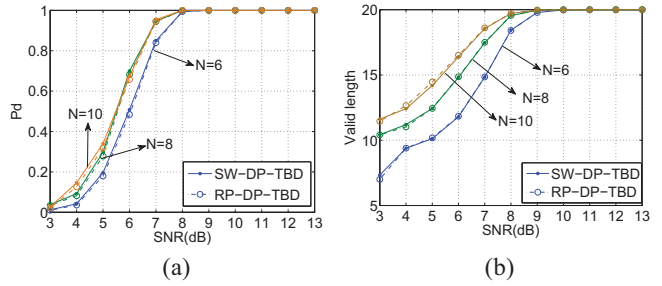 1
0.8
0.6
0.4
0.2
0
Pd
N=6
N=10
N=8
SW-DP-TBD
RP-DP-TBD
3 4 5 6 7 8 9 10 11 12 13
SNR(dB)
(a)
20
15
10
5
Valid length
N=6
N=8
N=10
SW-DP-TBD
RP-DP-TBD
3 4 5 6 7 8 9 10 11 12 13
SNR(dB)
(b)